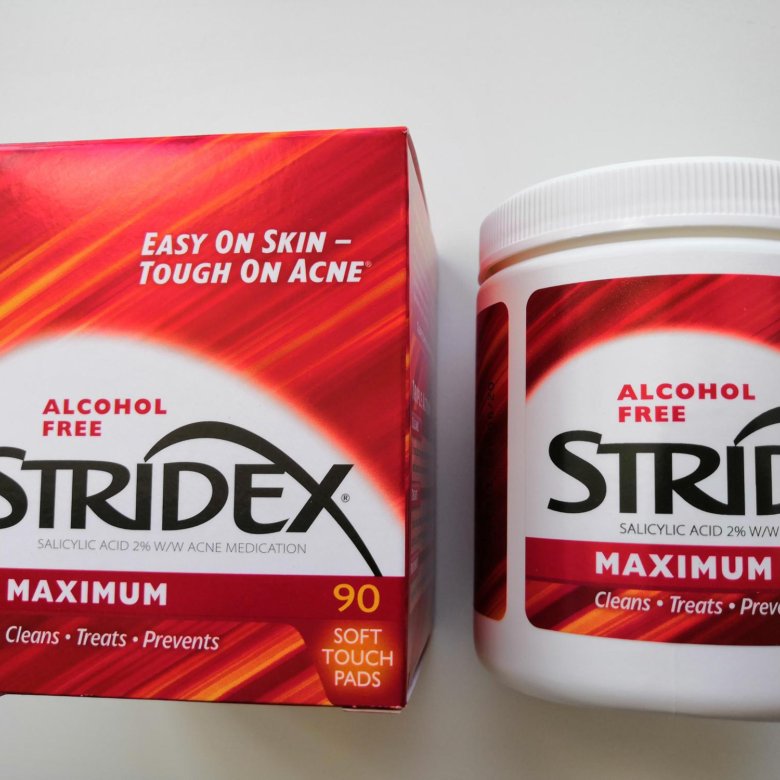 EASY ON SKIN –
TOUGH ON ACNE®
ALCOHOL
FREE
STRIDEX®
SALICYLIC ACID 2% W/W ACNE MEDICATION
MAXIMUM
90
Cleans • Treats • Prevents
SOFT
TOUCH
PADS
ALCOHOL
FREE
STRID
SALICYLIC ACID 2% W/W
MAXIMUM
Cleans • Treats • Preve